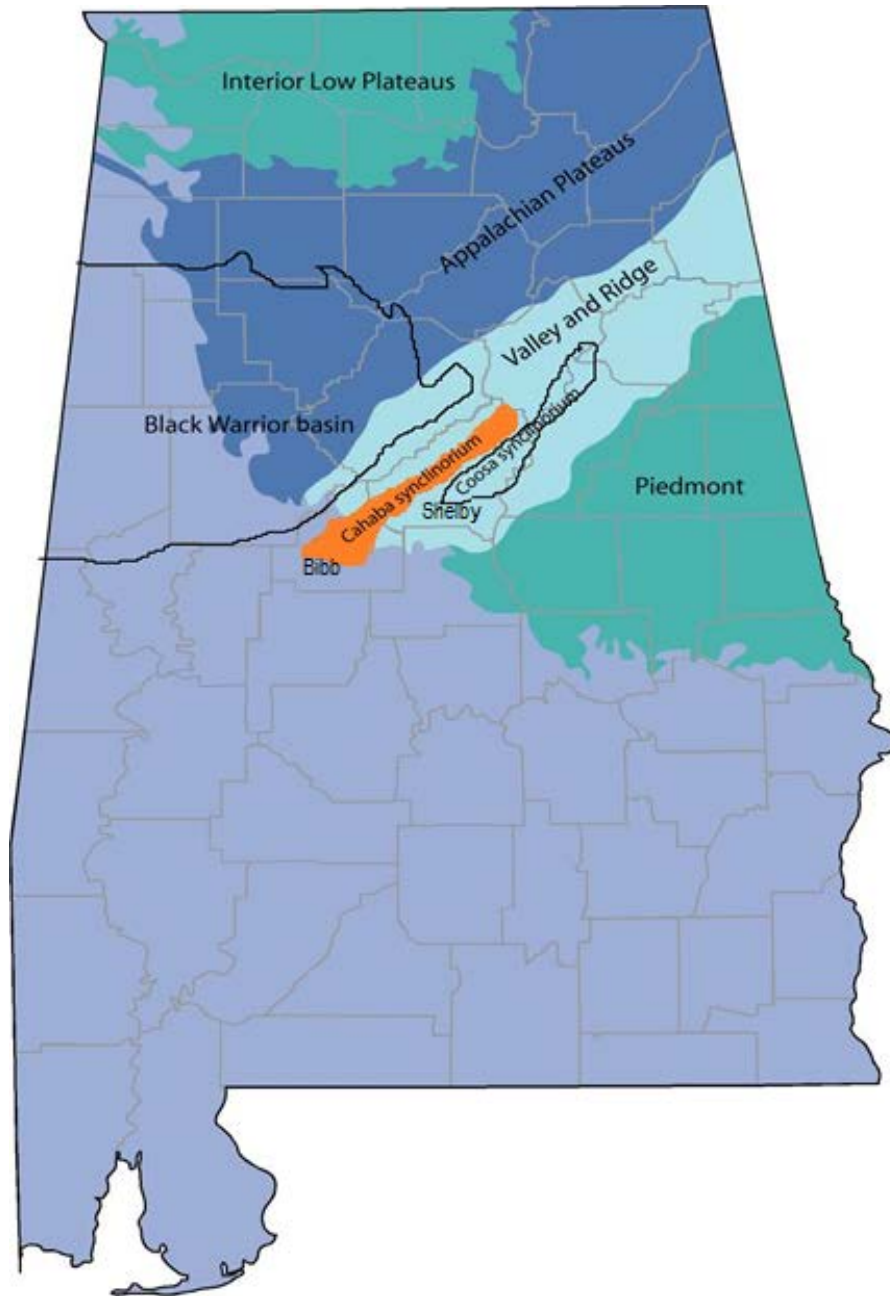 Interior Low Plateaus
Appalachian Plateaus
Valley and Ridge
Black Warrior basin
Cahaba synclinorium
Coosa synclinorium
Piedmont
Shelby
Bibb